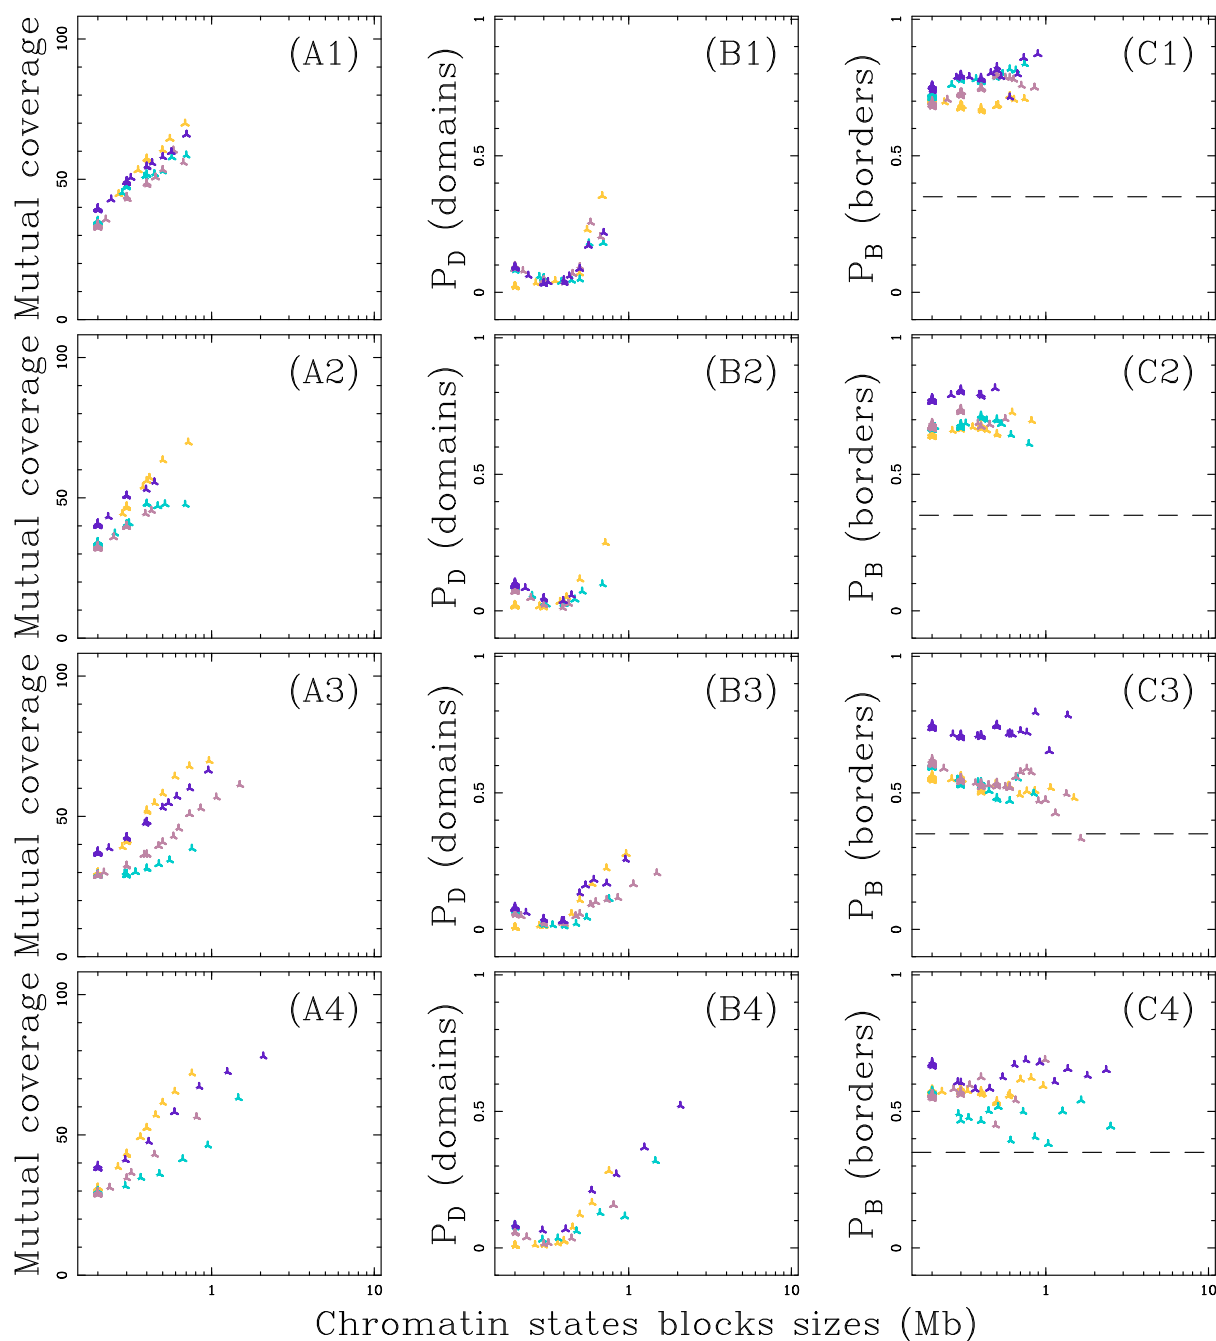 Mutual coverage
0
50
100
(A1)
P_D (domains)
0
0.5
1
(B1)
P_B (borders)
0
0.5
1
(C1)
Mutual coverage
0
50
100
(A2)
P_D (domains)
0
0.5
1
(B2)
P_B (borders)
0
0.5
1
(C2)
Mutual coverage
0
50
100
(A3)
P_D (domains)
0
0.5
1
(B3)
P_B (borders)
0
0.5
1
(C3)
Mutual coverage
0
50
100
(A4)
P_D (domains)
0
0.5
1
(B4)
P_B (borders)
0
0.5
1
(C4)
1 10
1 10
1 10
Chromatin states blocks sizes (Mb)